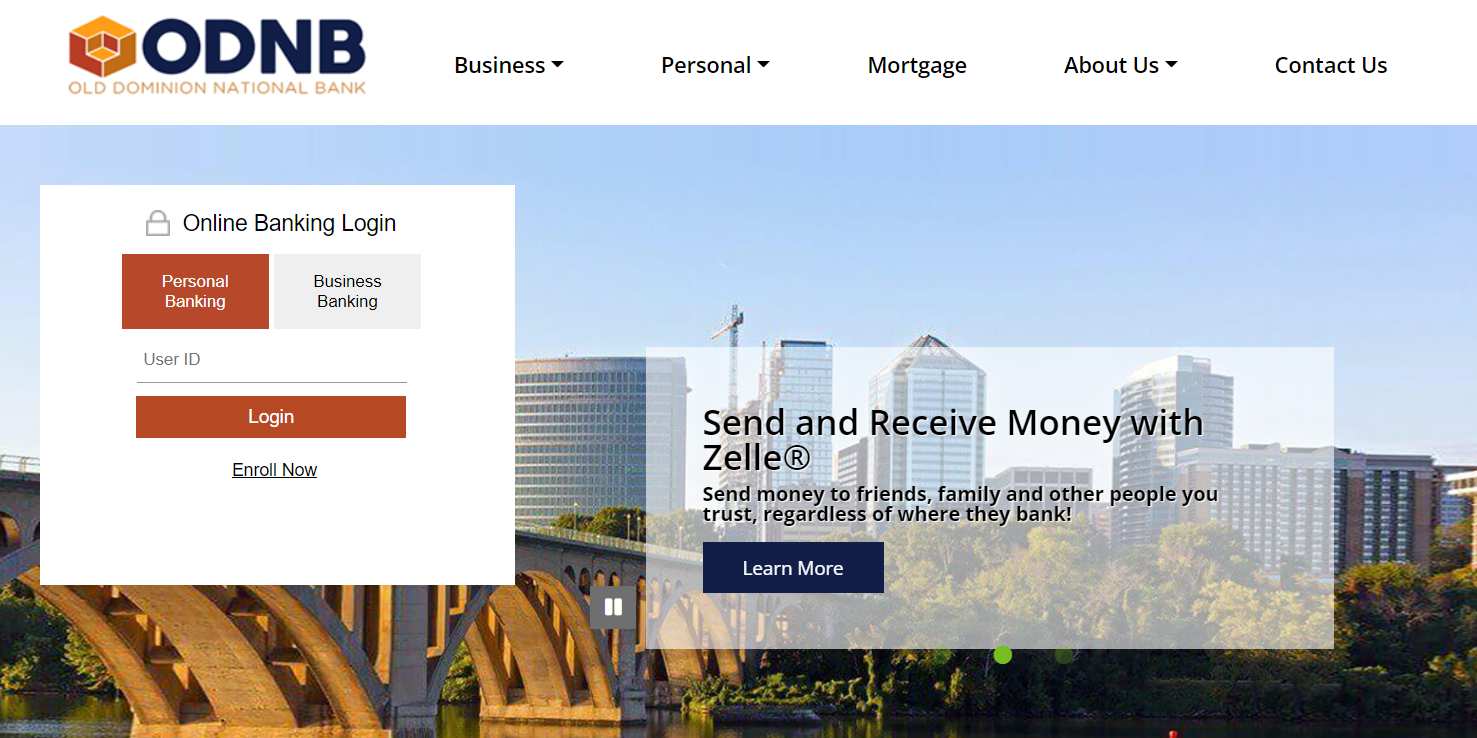 ODNB
OLD DOMINION NATIONAL BANK
Business
Personal
Mortgage
About Us
Contact Us
Online Banking Login
Personal
Banking
Business
Banking
User ID
Login
Enroll Now
Send and Receive Money with
Zelle®
Send money to friends, family and other people you
trust, regardless of where they bank!
Learn More